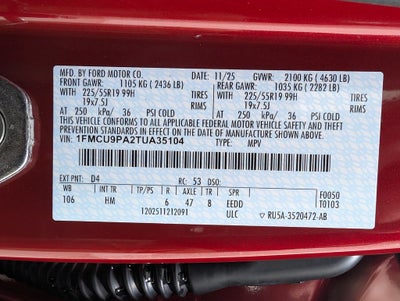 MFD. BY FORD MOTOR CO. 11/25 GVWR: 2100 KG ( 4630 LB)
FRONT GAWR: 1105 KG ( 2436 LB) REAR GAWR: 1035 KG ( 2282 LB)
WITH 225/55R19 99H TIRES WITH 225/55R19 99H TIRES
19x7.5J RIMS 19x7.5J RIMS
AT 250 kPa/ 36 PSI COLD AT 250 kPa/ 36 PSI COLD
THIS VEHICLE CONFORMS TO ALL APPLICABLE FEDERAL MOTOR VEHICLE SAFETY
AND THEFT PREVENTION STANDARDS IN EFFECT ON THE DATE OF MANUFACTURE SHOWN ABOVE.
VIN: 1FMCU9PA2TUA35104 TYPE: MPV
EXT PNT: D4 RC: 53 DSO:
WB INT TR TP/PS R AXLE TR SPR F0050
106 HM 6 47 8 EEDD T0103
1202511212091 ULC RU5A-3520472-AB